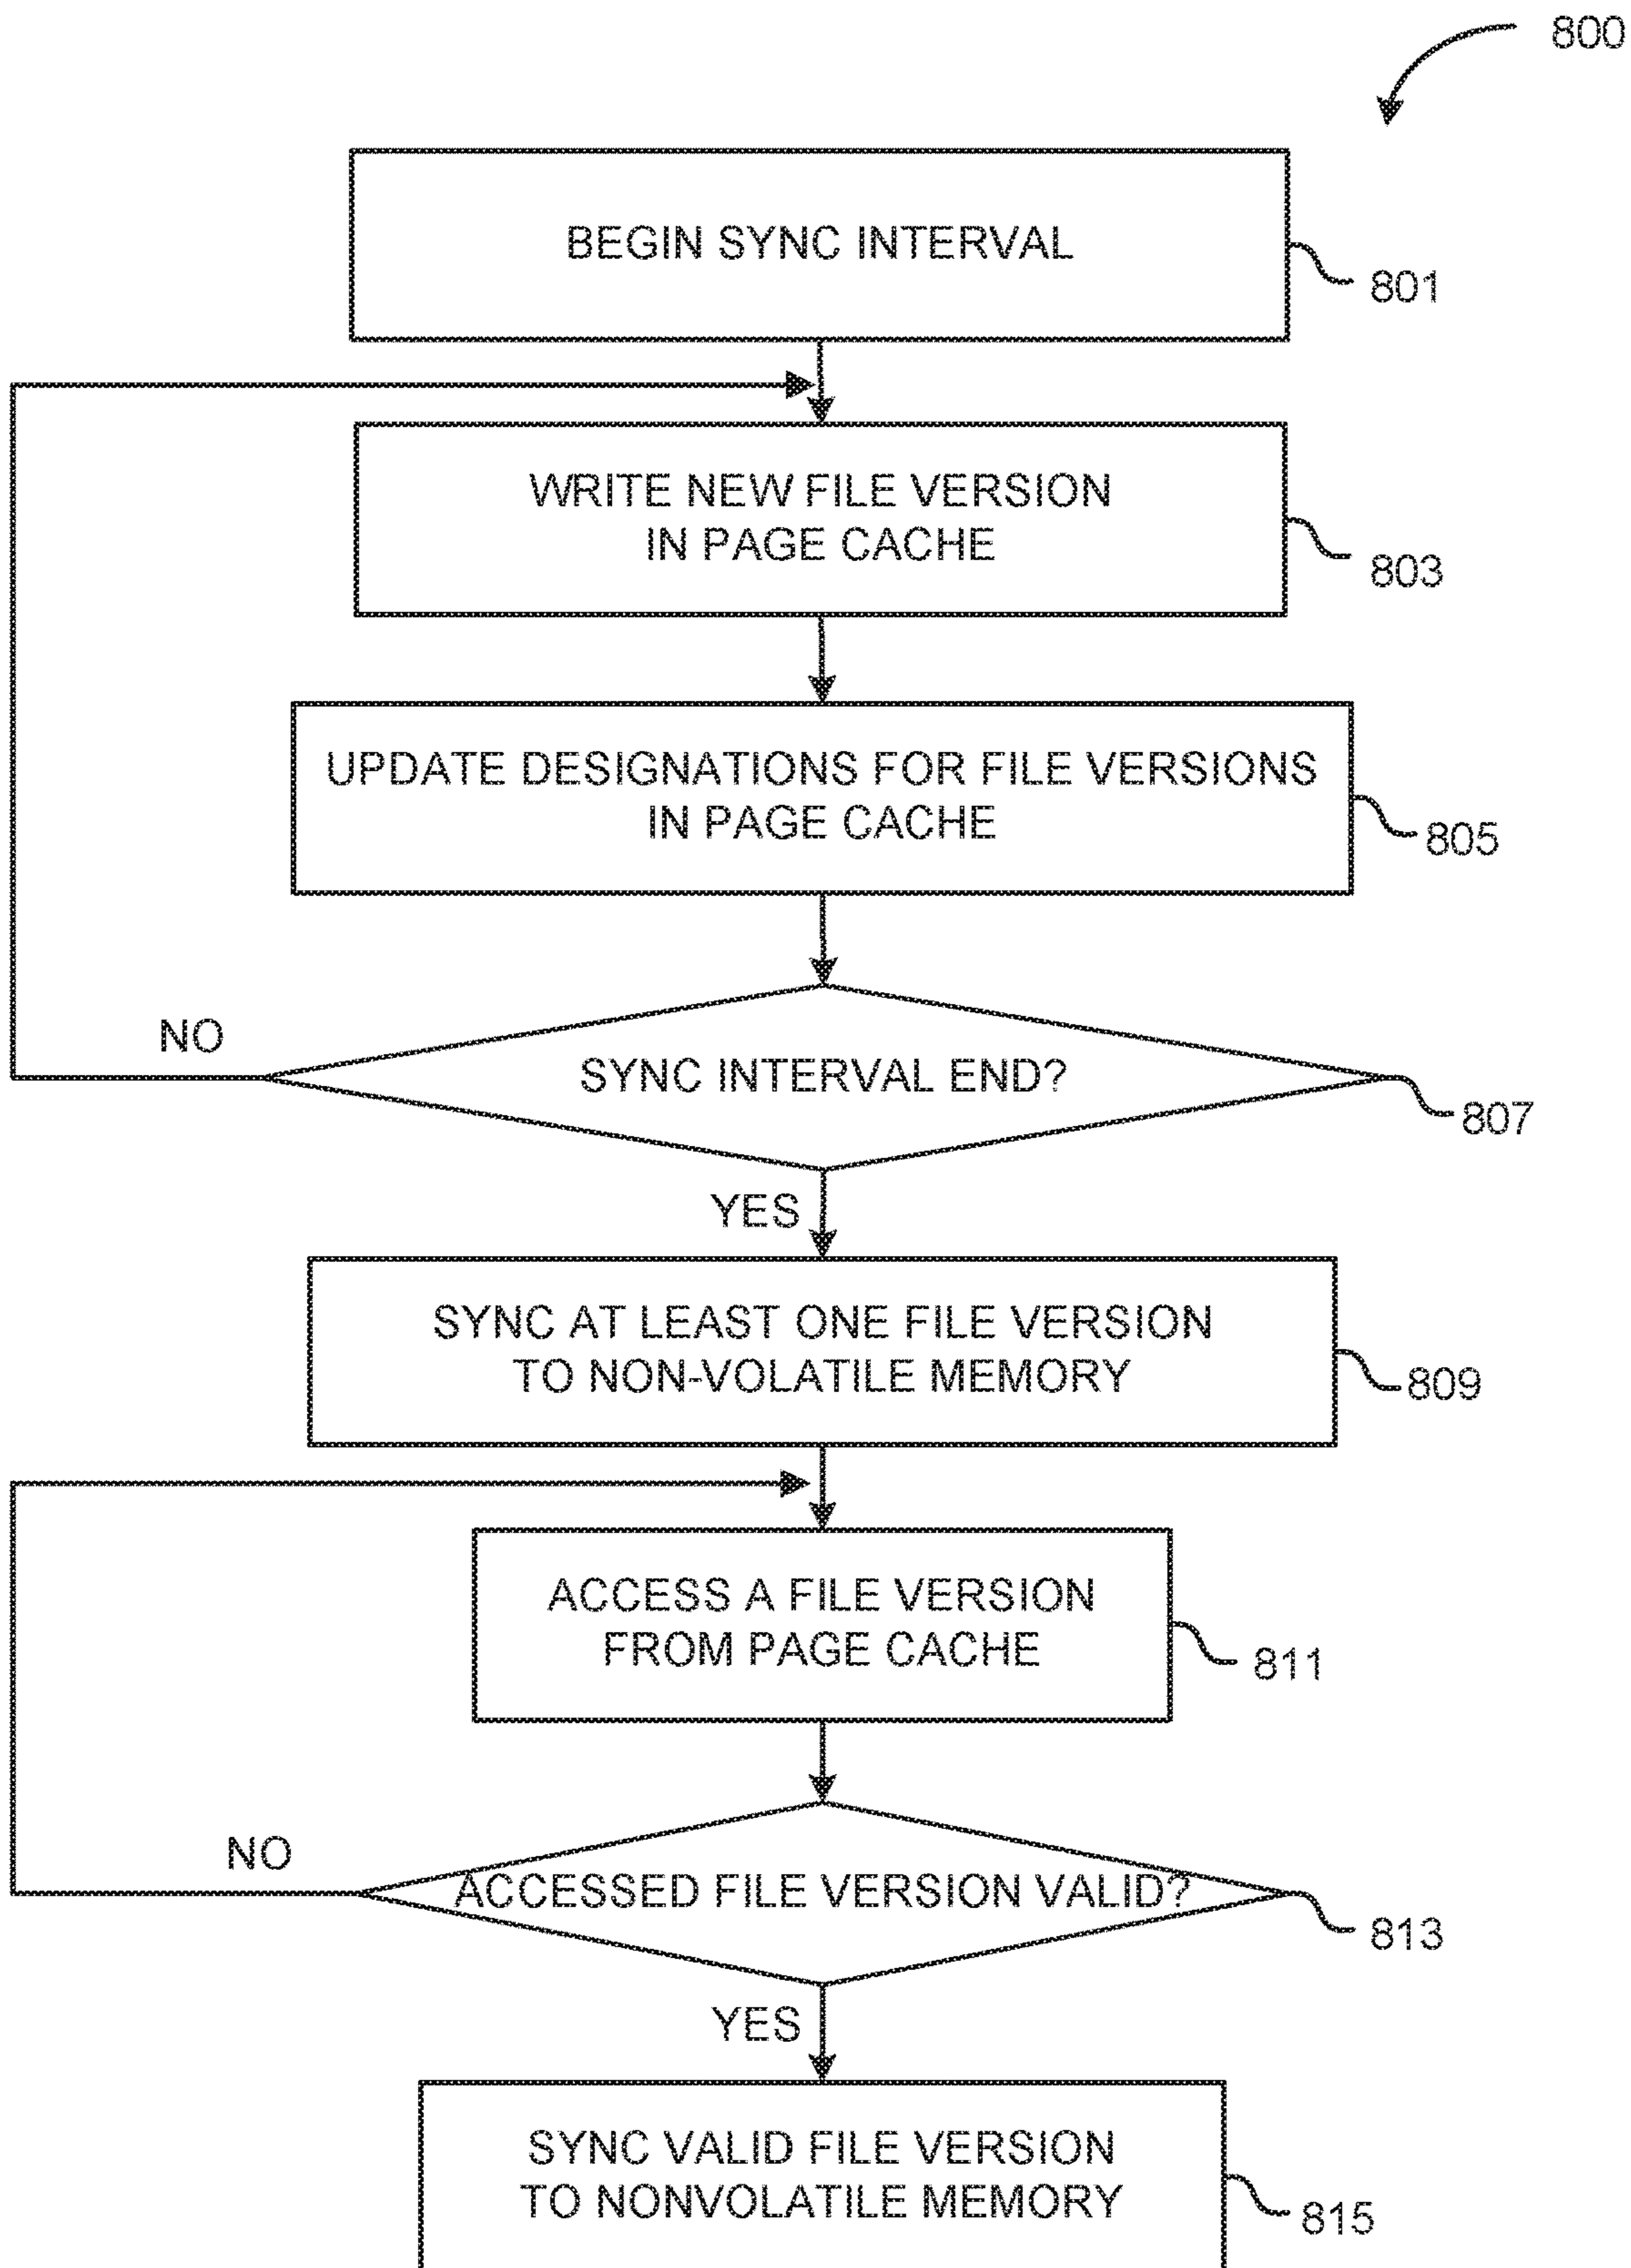 800
BEGIN SYNC INTERVAL
801
WRITE NEW FILE VERSION
IN PAGE CACHE
803
UPDATE DESIGNATIONS FOR FILE VERSIONS
IN PAGE CACHE
805
NO
SYNC INTERVAL END?
807
YES
SYNC AT LEAST ONE FILE VERSION
TO NON-VOLATILE MEMORY
809
ACCESS A FILE VERSION
FROM PAGE CACHE
811
NO
ACCESSED FILE VERSION VALID?
813
YES
SYNC VALID FILE VERSION
TO NONVOLATILE MEMORY
815